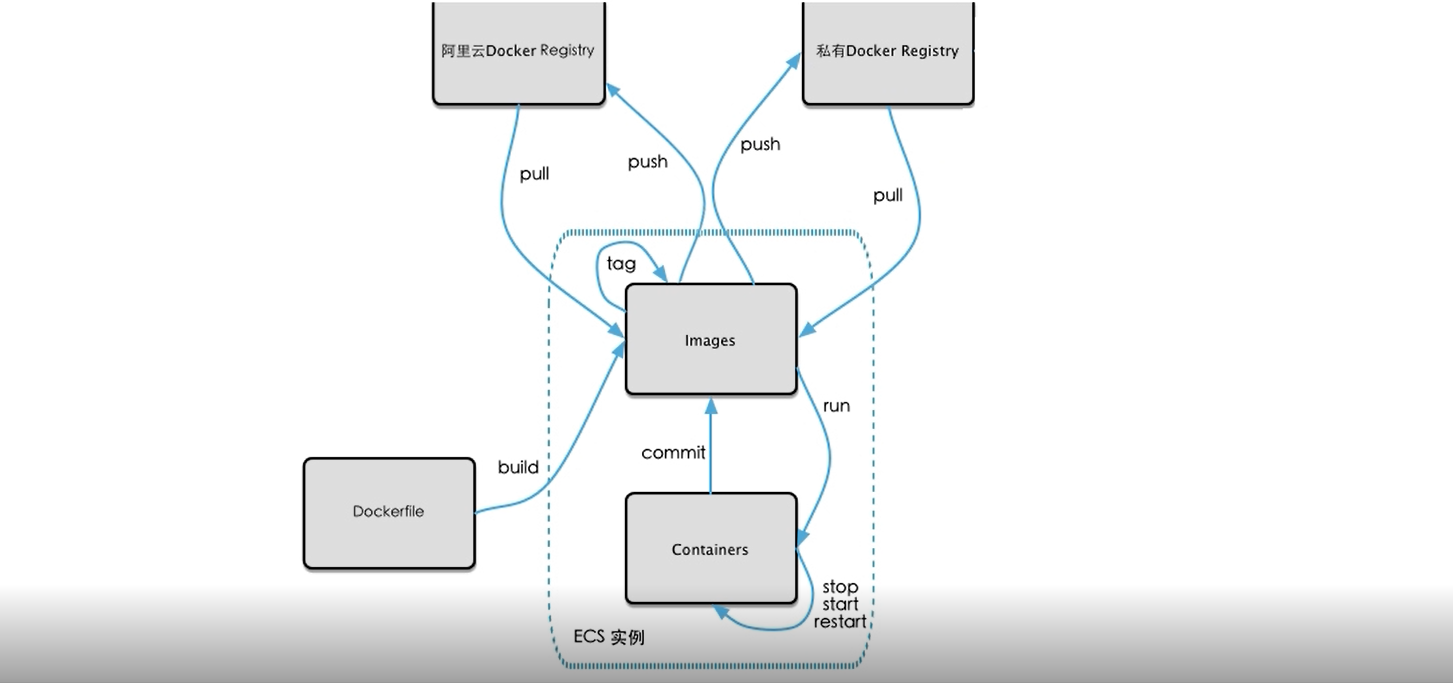 阿里云Docker Registry
私有Docker Registry
push
push
pull
pull
tag
Images
run
commit
build
Dockerfile
Containers
stop
start
restart
ECS 实例